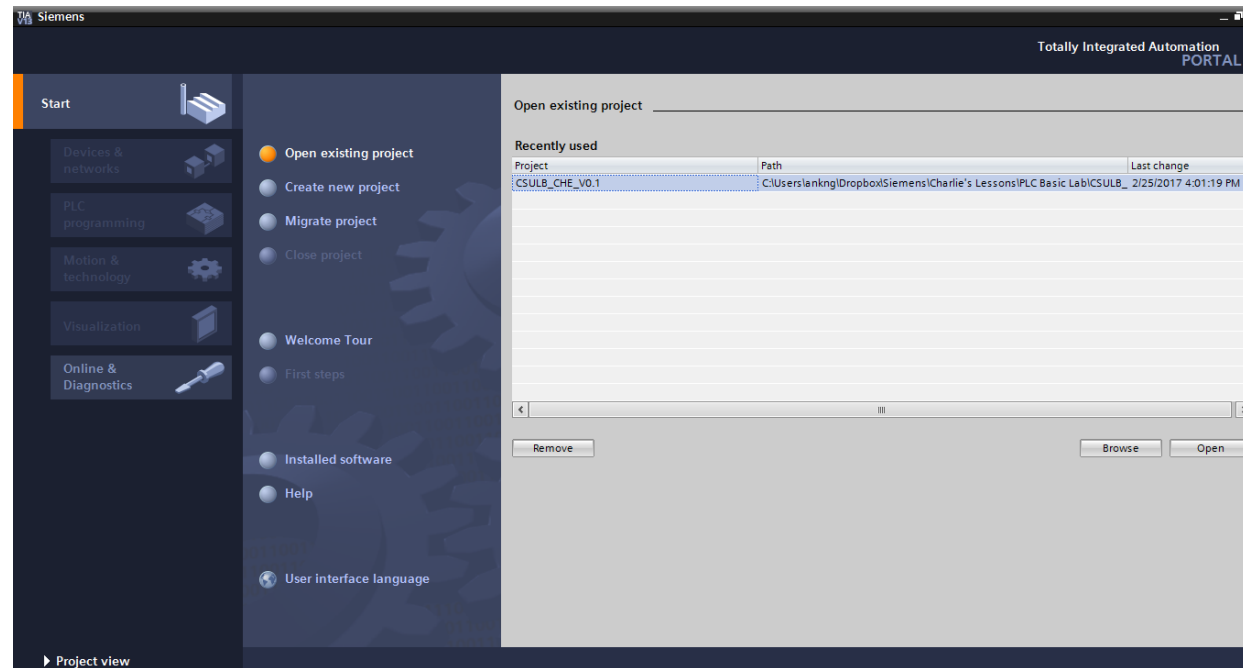 TIA V13 Siemens
Totally Integrated Automation
PORTAL
Start
Devices &
networks
PLC
programming
Motion &
technology
Visualization
Online &
Diagnostics
Open existing project
Create new project
Migrate project
Close project
Welcome Tour
First steps
Installed software
Help
User interface language
Open existing project
Recently used
Project Path Last change
CSULB_CHE_V0.1 C:\Users\ankng\Dropbox\Siemens\Charlie's Lessons\PLC Basic Lab\CSULB_ 2/25/2017 4:01:19 PM
Remove Browse Open
Project view